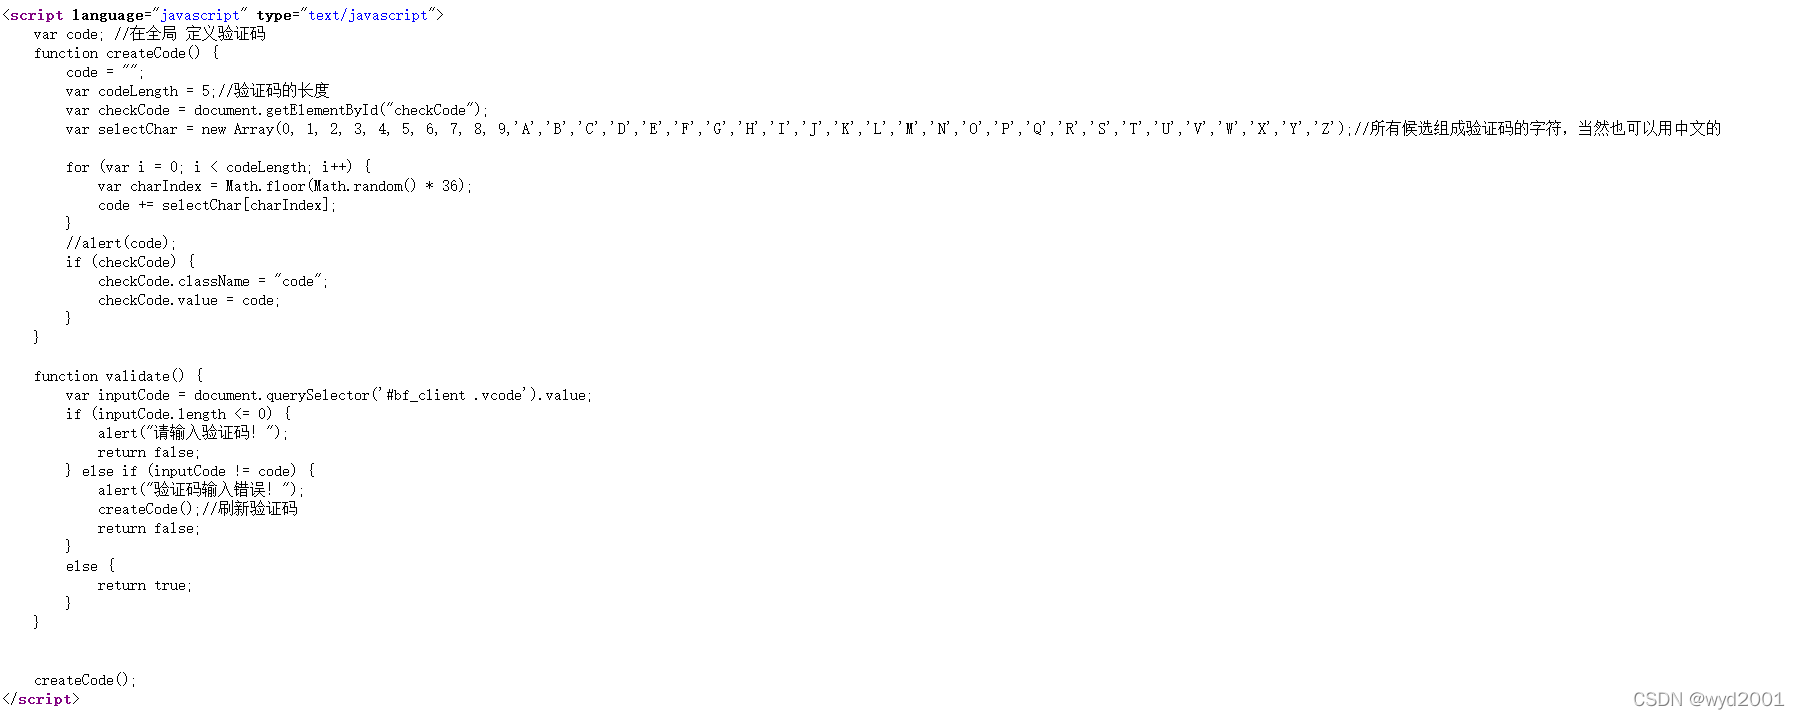 <script language="javascript" type="text/javascript">
    var code; //在全局 定义验证码
    function createCode() {
        code = "";
        var codeLength = 5;//验证码的长度
        var checkCode = document.getElementById("checkCode");
        var selectChar = new Array(0, 1, 2, 3, 4, 5, 6, 7, 8, 9,'A','B','C','D','E','F','G','H','I','J','K','L','M','N','O','P','Q','R','S','T','U','V','W','X','Y','Z');//所有候选组成验证码的字符，当然也可以用中文的

        for (var i = 0; i < codeLength; i++) {
            var charIndex = Math.floor(Math.random() * 36);
            code += selectChar[charIndex];
        }
        //alert(code);
        if (checkCode) {
            checkCode.className = "code";
            checkCode.value = code;
        }
    }

    function validate() {
        var inputCode = document.querySelector('#bf_client .vcode').value;
        if (inputCode.length <= 0) {
            alert("请输入验证码！");
            return false;
        } else if (inputCode != code) {
            alert("验证码输入错误！");
            createCode();//刷新验证码
            return false;
        }
        else {
            return true;
        }
    }


    createCode();
</script>
CSDN @wyd2001